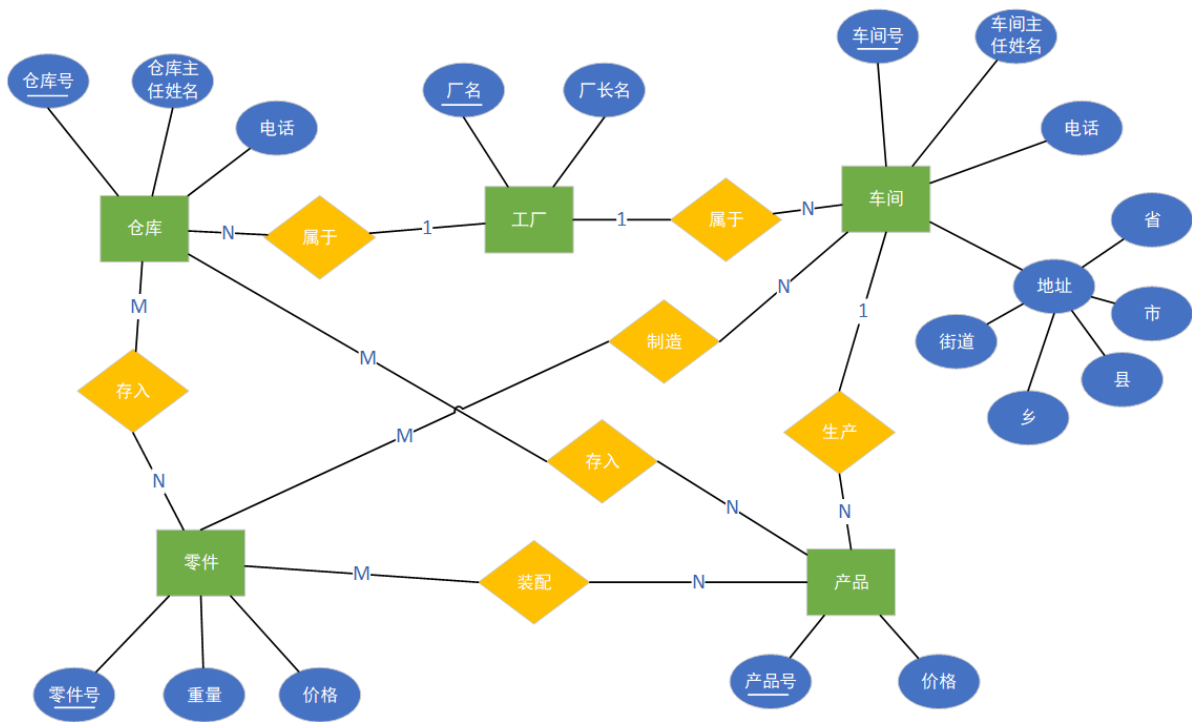 车间号
车间主
任姓名
仓库号
仓库主
任姓名
厂名
厂长名
电话
电话
仓库
工厂
车间
N
属于
1
1
属于
N
省
地址
市
街道
县
乡
M
N
1
制造
M
存入
M
生产
存入
N
N
N
零件
M
装配
N
产品
零件号
重量
价格
产品号
价格